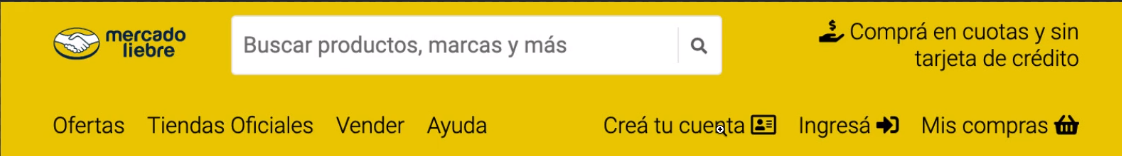 mercado
liebre
Buscar productos, marcas y más
Comprá en cuotas y sin
tarjeta de crédito
Ofertas Tiendas Oficiales Vender Ayuda Creá tu cuenta Ingresá Mis compras